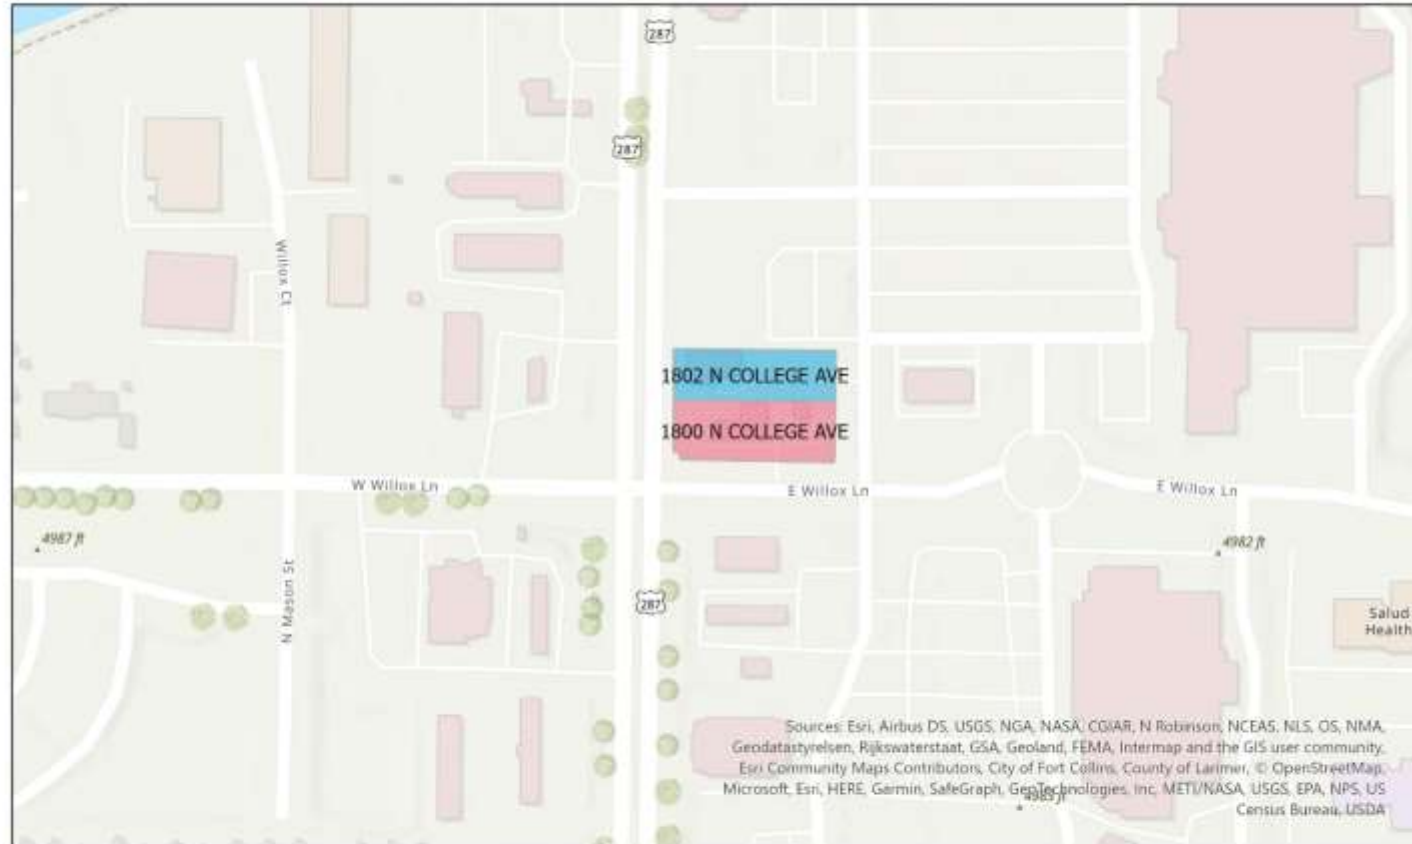 287
287
Willox Ct
1802 N COLLEGE AVE
1800 N COLLEGE AVE
W Willox Ln
E Willox Ln
E Willox Ln
4987 ft
4982 ft
N Mason St
287
Salud
Health
Sources: Esri, Airbus DS, USGS, NGA, NASA, CGIAR, N Robinson, NCEAS, NLS, OS, NMA,
Geodatastyrelsen, Rijkswaterstaat, GSA, Geoland, FEMA, Intermap and the GIS user community,
Esri Community Maps Contributors, City of Fort Collins, County of Larimer, © OpenStreetMap,
Microsoft, Esri, HERE, Garmin, SafeGraph, GeoTechnologies, Inc, METI/NASA, USGS, EPA, NPS, US
Census Bureau, USDA